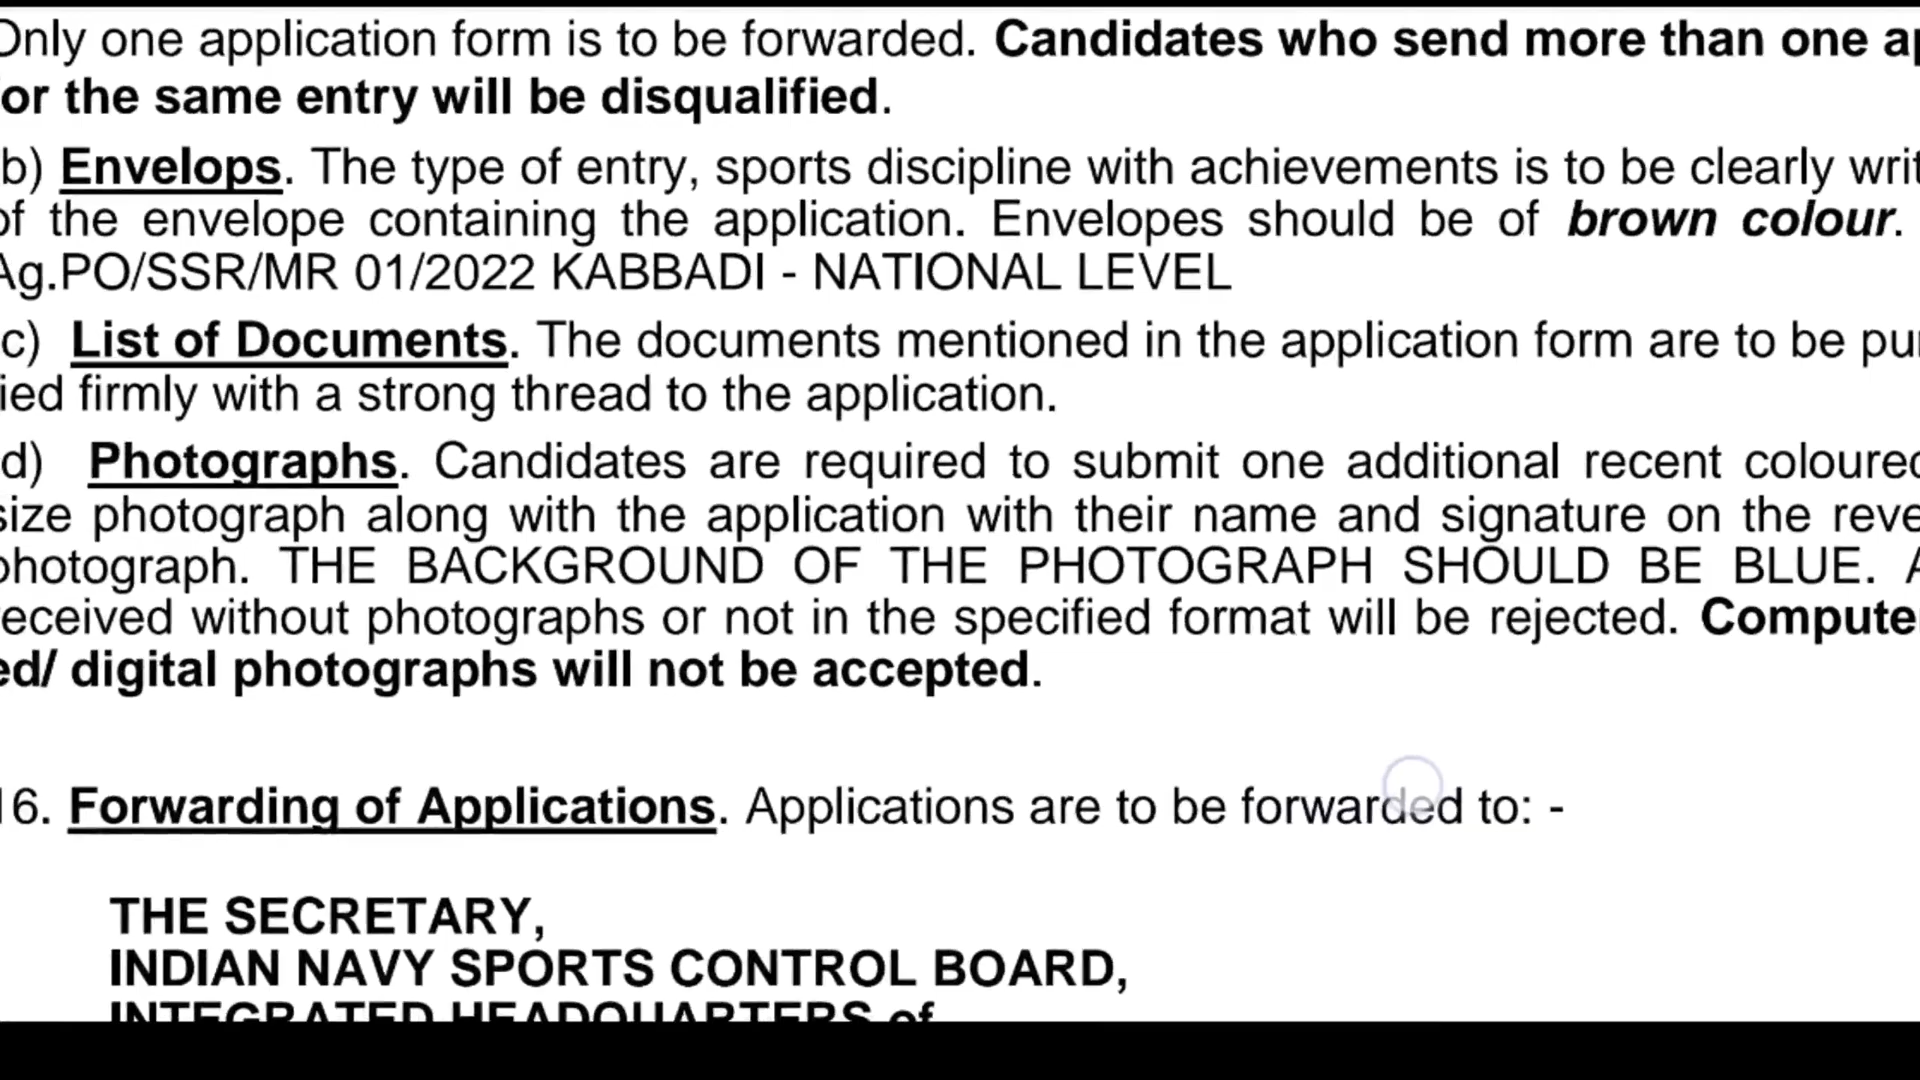 Only one application form is to be forwarded. Candidates who send more than one
or the same entry will be disqualified.
b) Envelops. The type of entry, sports discipline with achievements is to be clearly writ
of the envelope containing the application. Envelopes should be of brown colour.
Ag.PO/SSR/MR 01/2022 KABBADI - NATIONAL LEVEL
c) List of Documents. The documents mentioned in the application form are to be pu
ied firmly with a strong thread to the application.
d) Photographs. Candidates are required to submit one additional recent coloured
size photograph along with the application with their name and signature on the reve
photograph. THE BACKGROUND OF THE PHOTOGRAPH SHOULD BE BLUE. A
eceived without photographs or not in the specified format will be rejected. Compute
ed/ digital photographs will not be accepted.
16. Forwarding of Applications. Applications are to be forwarded to: -
THE SECRETARY,
INDIAN NAVY SPORTS CONTROL BOARD,
INTEGRATED HEADQUARTERS of